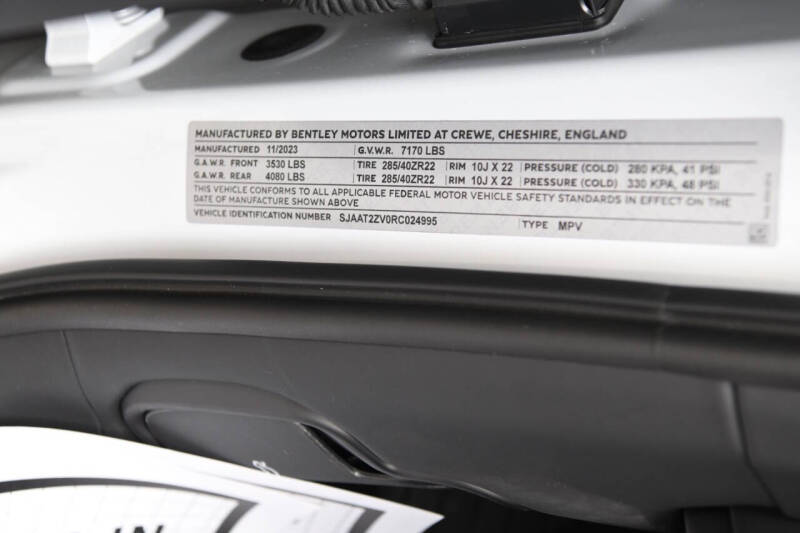 MANUFACTURED BY BENTLEY MOTORS LIMITED AT CREWE, CHESHIRE, ENGLAND
MANUFACTURED 11/2023 G.V.W.R. 7170 LBS
G.A.W.R. FRONT 3530 LBS TIRE 285/40ZR22 RIM 10J X 22 PRESSURE (COLD) 280 KPA, 41 PSI
G.A.W.R. REAR 4080 LBS TIRE 285/40ZR22 RIM 10J X 22 PRESSURE (COLD) 330 KPA, 48 PSI
THIS VEHICLE CONFORMS TO ALL APPLICABLE FEDERAL MOTOR VEHICLE SAFETY STANDARDS IN EFFECT ON THE
DATE OF MANUFACTURE SHOWN ABOVE
VEHICLE IDENTIFICATION NUMBER SJAAT2ZV0RC024995 TYPE MPV